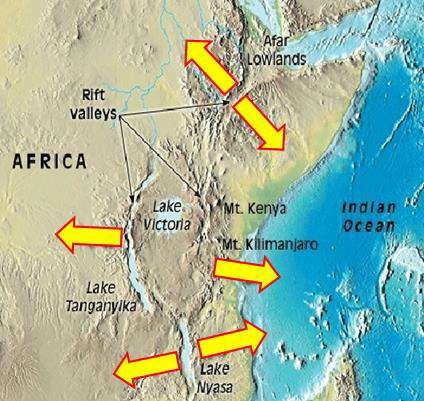 Afar
Lowlands
Rift
valleys
AFRICA
Lake
Victoria
Mt. Kenya
Indian
Ocean
Mt. Kilimanjaro
Lake
Tanganyika
Lake
Nyasa